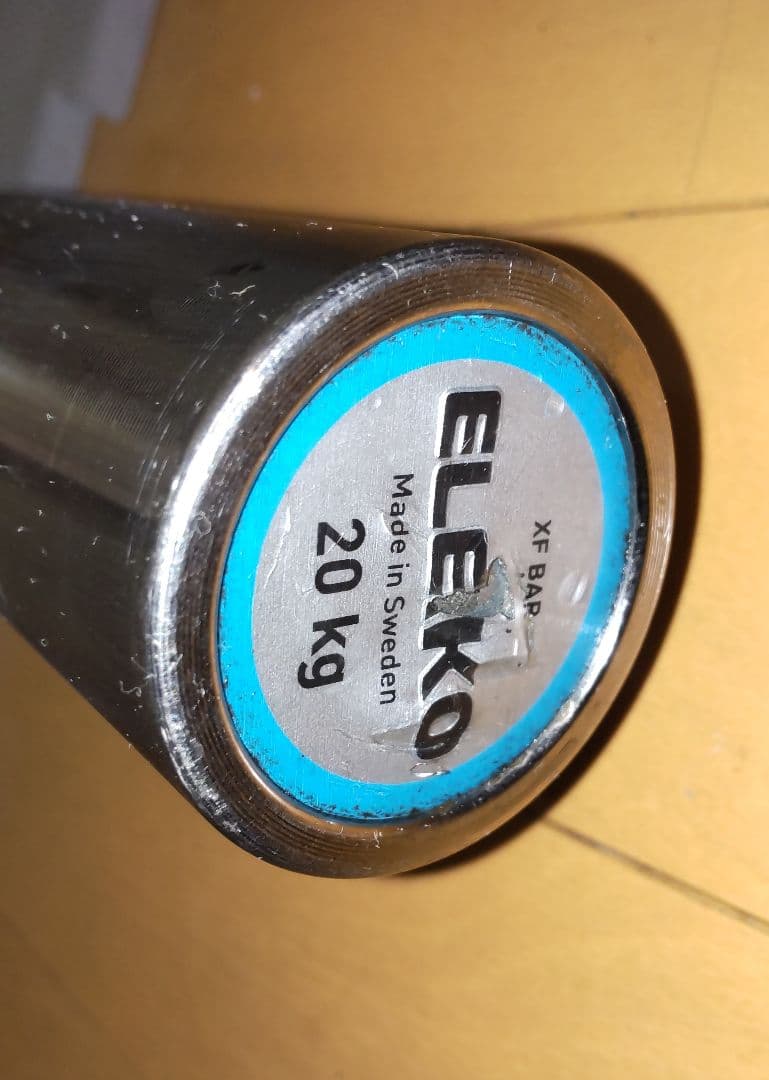 XF BAR
ELEIKO
Made in Sweden
20 kg